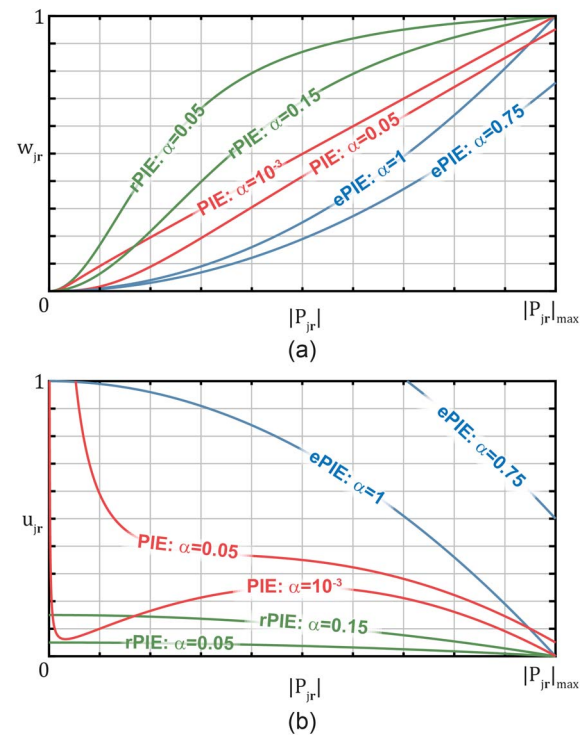 1
w_jr
rPIE: α=0.05
rPIE: α=0.15
PIE: α=10⁻³
PIE: α=0.05
ePIE: α=1
ePIE: α=0.75
0
|P_jr|
|P_jr|_max
(a)
1
u_jr
ePIE: α=0.75
ePIE: α=1
PIE: α=0.05
PIE: α=10⁻³
rPIE: α=0.15
rPIE: α=0.05
0
|P_jr|
|P_jr|_max
(b)